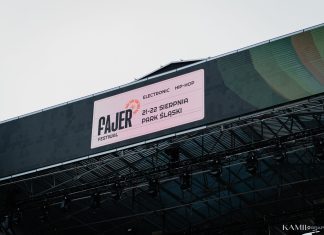 FAJER
FESTIVAL
ELECTRONIC HIP-HOP
21-22 SIERPNIA
PARK ŚLĄSKI